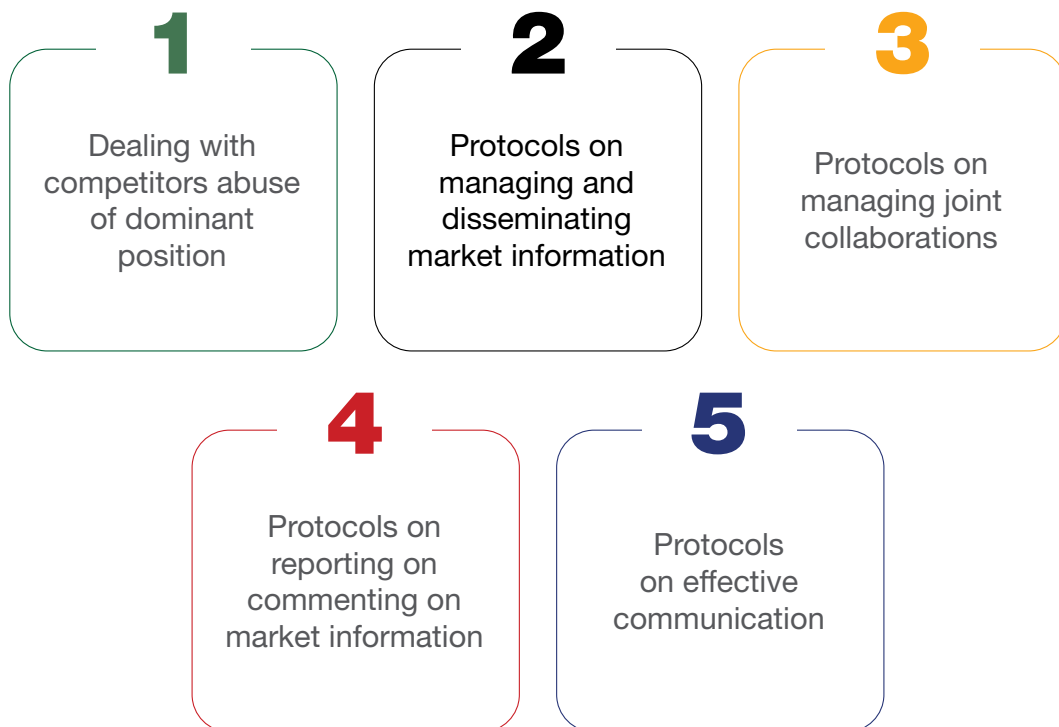 1
Dealing with
competitors abuse
of dominant
position
2
Protocols on
managing and
disseminating
market information
3
Protocols on
managing joint
collaborations
4
Protocols on
reporting on
commenting on
market information
5
Protocols
on effective
communication